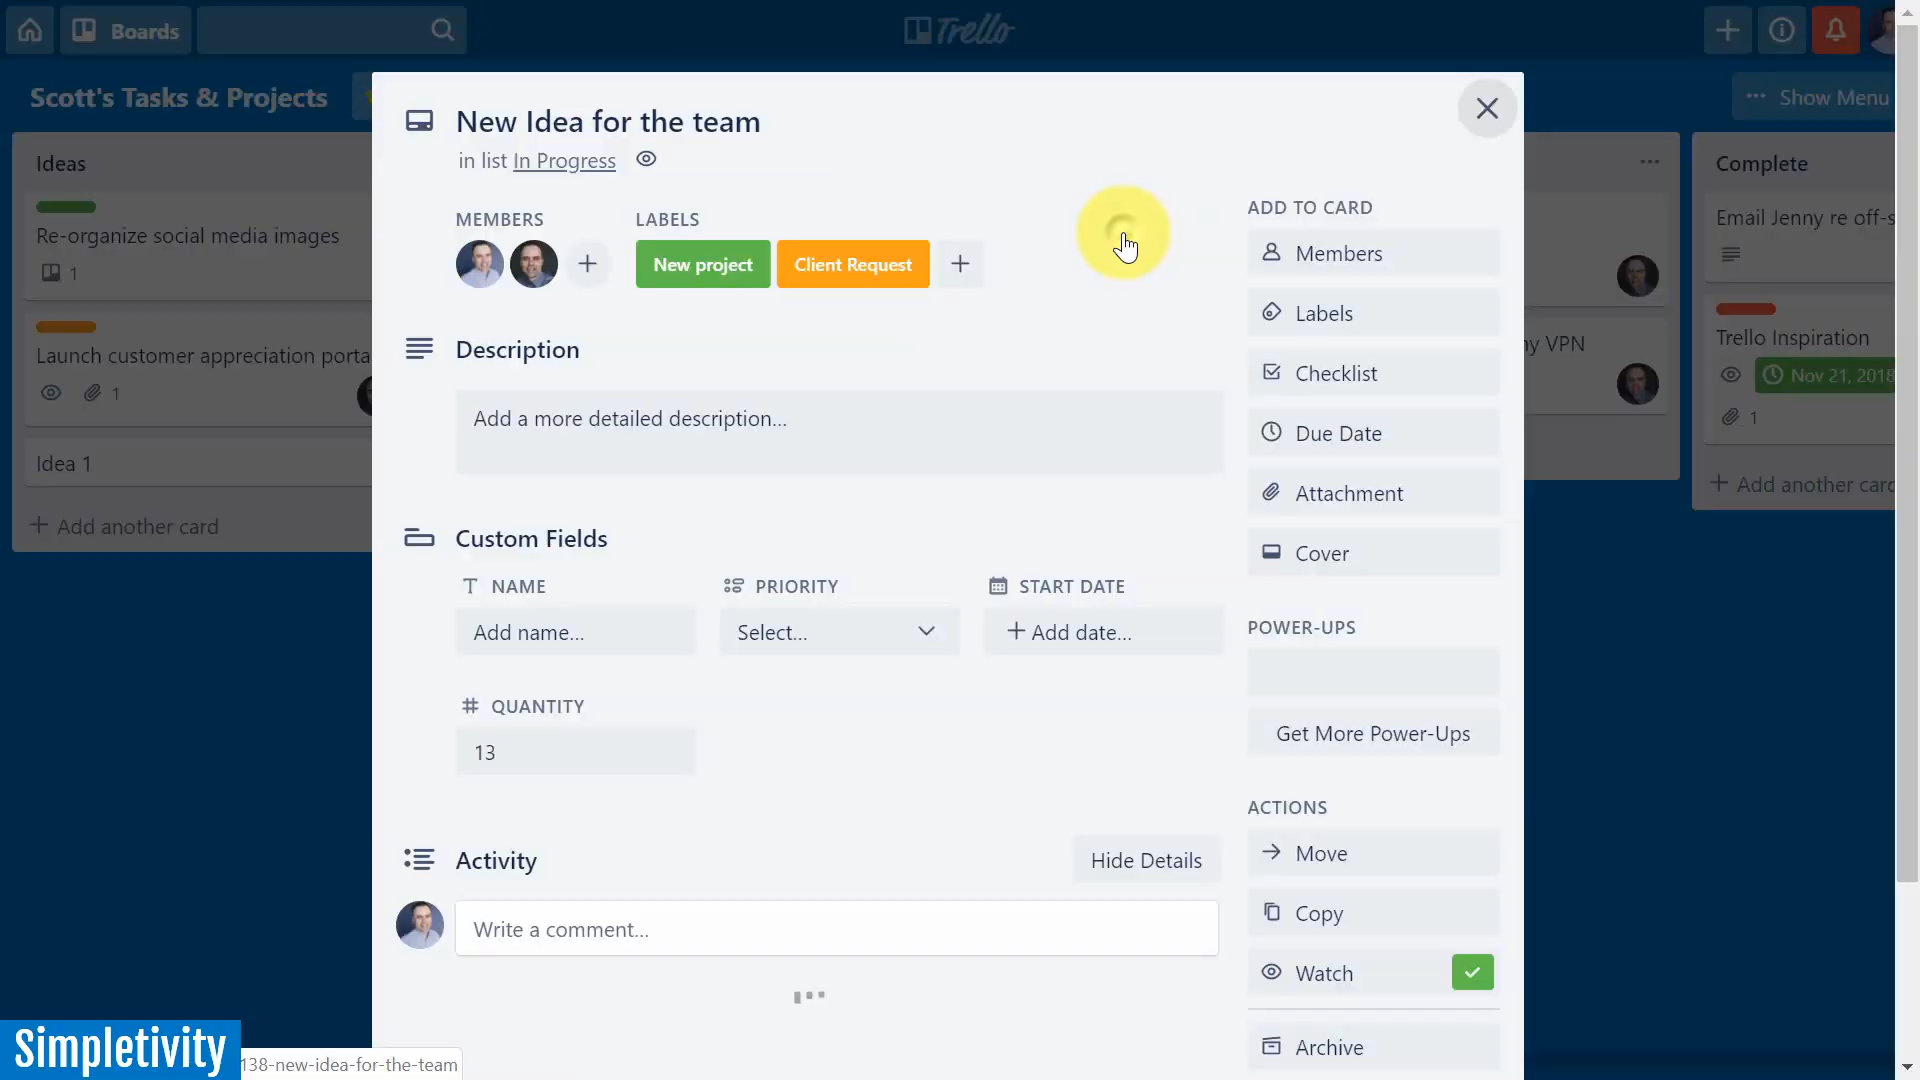 Boards
Trello
Scott's Tasks & Projects
Show Menu
Ideas
Re-organize social media images
1
Launch customer appreciation porta
1
Idea 1
+ Add another card
New Idea for the team
in list In Progress
MEMBERS
LABELS
New project
Client Request
Description
Add a more detailed description...
Custom Fields
NAME
PRIORITY
START DATE
Add name...
Select...
+ Add date...
QUANTITY
13
Activity
Hide Details
Write a comment...
ADD TO CARD
Members
Labels
Checklist
Due Date
Attachment
Cover
POWER-UPS
Get More Power-Ups
ACTIONS
Move
Copy
Watch
Archive
VPN
Complete
Email Jenny re off-s
Trello Inspiration
Nov 21, 2018
1
+ Add another card
Simpletivity
138-new-idea-for-the-team